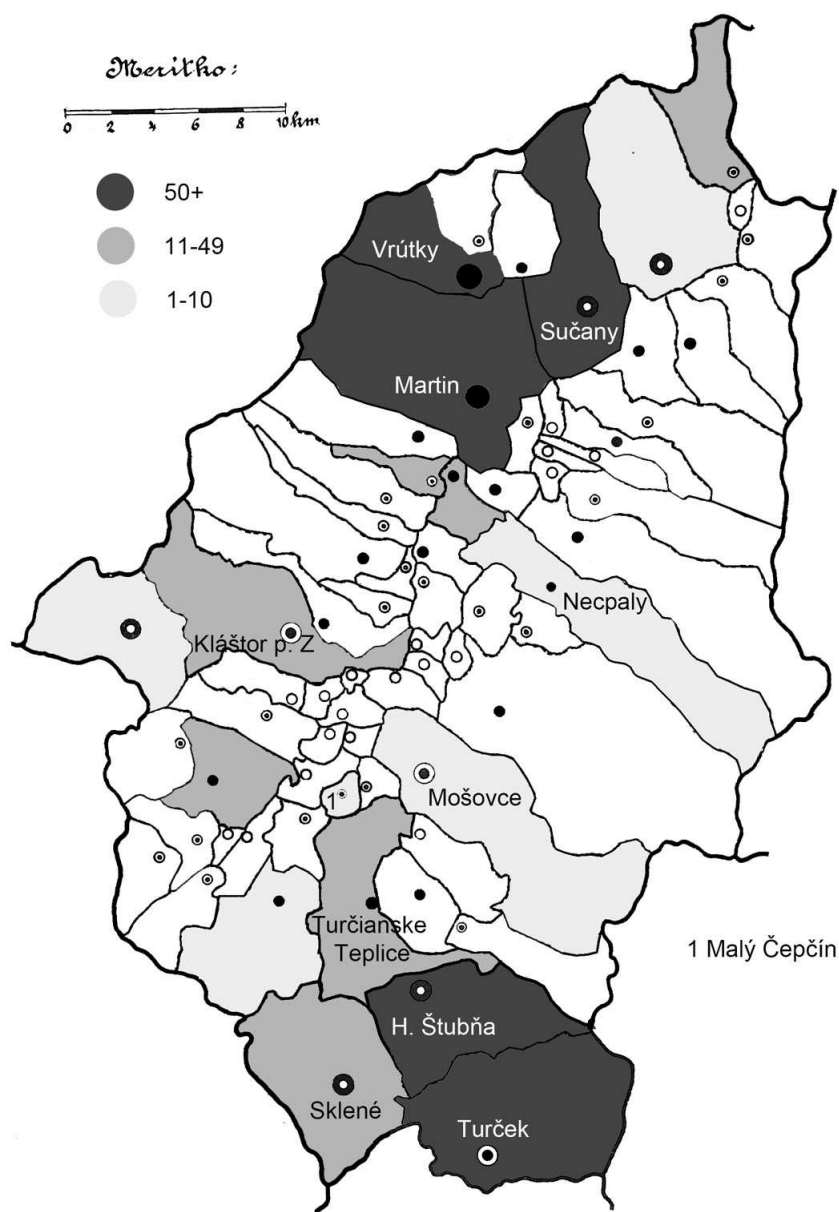 Meritko:
0 2 4 6 8 10 km
50+
11-49
1-10
Vrútky
Sučany
Martin
Necpaly
Kláštor p. Z
Mošovce
1
Turčianske
Teplice
1 Malý Čepčín
H. Štubňa
Sklené
Turček